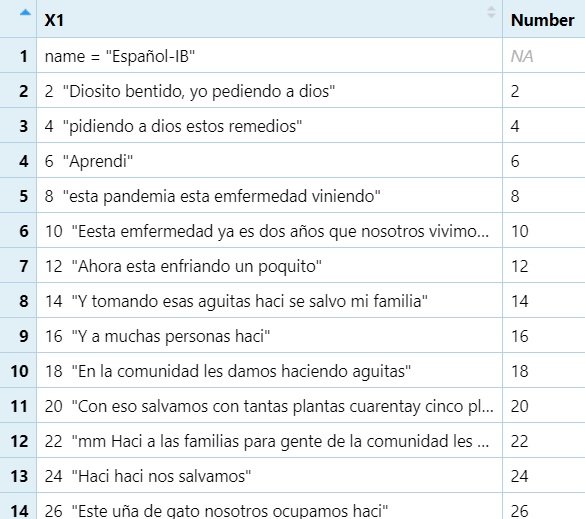 X1 Number
1 name = "Español-IB" NA
2 2 "Diosito bentido, yo pediendo a dios" 2
3 4 "pidiendo a dios estos remedios" 4
4 6 "Aprendi" 6
5 8 "esta pandemia esta emfermedad viniendo" 8
6 10 "Eesta emfermedad ya es dos años que nosotros vivimo... 10
7 12 "Ahora esta enfriando un poquito" 12
8 14 "Y tomando esas aguitas haci se salvo mi familia" 14
9 16 "Y a muchas personas haci" 16
10 18 "En la comunidad les damos haciendo aguitas" 18
11 20 "Con eso salvamos con tantas plantas cuarentay cinco pl... 20
12 22 "mm Haci a las familias para gente de la comunidad les ... 22
13 24 "Haci haci nos salvamos" 24
14 26 "Este uña de gato nosotros ocupamos haci" 26